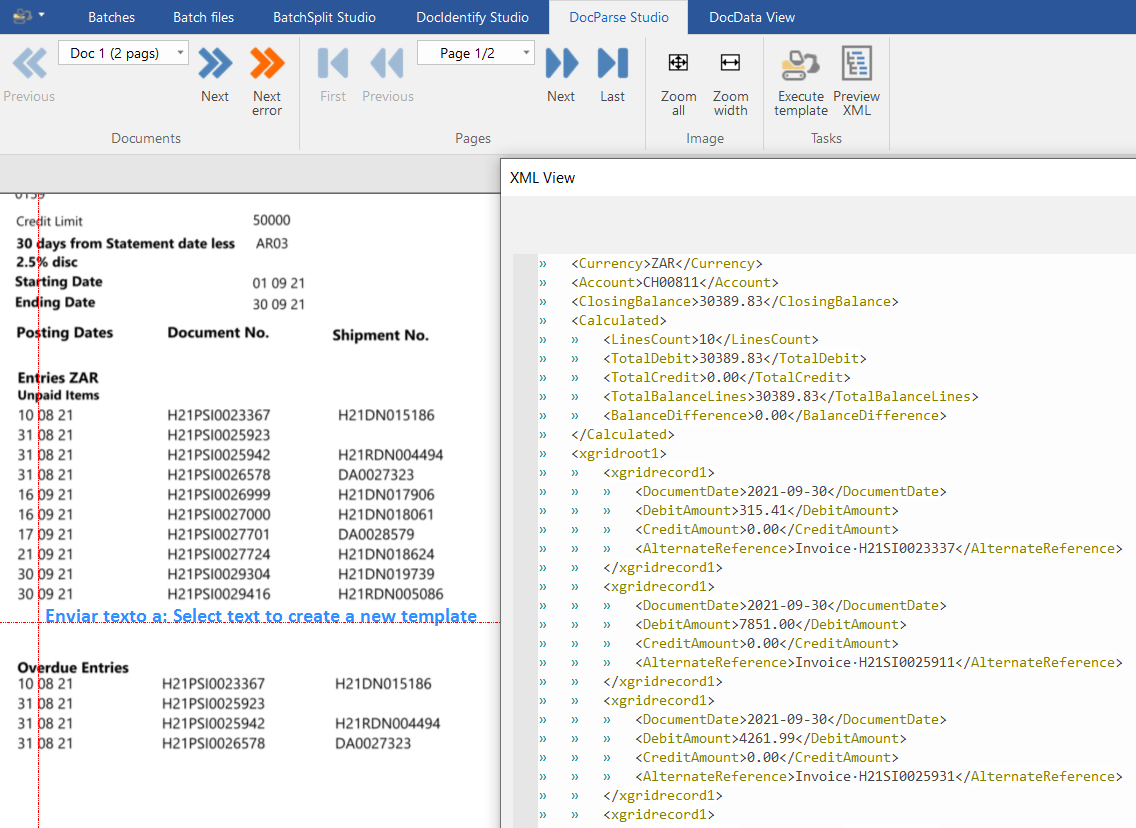 Batches Batch files BatchSplit Studio DocIdentify Studio DocParse Studio DocData View
Doc 1 (2 pags) Page 1/2
Previous Next Next error First Previous Next Last Zoom all Zoom width Execute template Preview XML
Documents Pages Image Tasks
Credit Limit 50000
30 days from Statement date less AR03
2.5% disc
Starting Date 01 09 21
Ending Date 30 09 21
Posting Dates Document No. Shipment No.
Entries ZAR
Unpaid Items
10 08 21 H21PSI0023367 H21DN015186
31 08 21 H21PSI0025923
31 08 21 H21PSI0025942 H21RDN004494
31 08 21 H21PSI0026578 DA0027323
16 09 21 H21PSI0026999 H21DN017906
16 09 21 H21PSI0027000 H21DN018061
17 09 21 H21PSI0027701 DA0028579
21 09 21 H21PSI0027724 H21DN018624
30 09 21 H21PSI0029304 H21DN019739
30 09 21 H21PSI0029416 H21RDN005086
Enviar texto a: Select text to create a new template
Overdue Entries
10 08 21 H21PSI0023367 H21DN015186
31 08 21 H21PSI0025923
31 08 21 H21PSI0025942 H21RDN004494
31 08 21 H21PSI0026578 DA0027323
XML View
» <Currency>ZAR</Currency>
» <Account>CH00811</Account>
» <ClosingBalance>30389.83</ClosingBalance>
» <Calculated>
» » <LinesCount>10</LinesCount>
» » <TotalDebit>30389.83</TotalDebit>
» » <TotalCredit>0.00</TotalCredit>
» » <TotalBalanceLines>30389.83</TotalBalanceLines>
» » <BalanceDifference>0.00</BalanceDifference>
» </Calculated>
» <xgridroot1>
» » <xgridrecord1>
» » » <DocumentDate>2021-09-30</DocumentDate>
» » » <DebitAmount>315.41</DebitAmount>
» » » <CreditAmount>0.00</CreditAmount>
» » » <AlternateReference>Invoice·H21SI0023337</AlternateReference>
» » </xgridrecord1>
» » <xgridrecord1>
» » » <DocumentDate>2021-09-30</DocumentDate>
» » » <DebitAmount>7851.00</DebitAmount>
» » » <CreditAmount>0.00</CreditAmount>
» » » <AlternateReference>Invoice·H21SI0025911</AlternateReference>
» » </xgridrecord1>
» » <xgridrecord1>
» » » <DocumentDate>2021-09-30</DocumentDate>
» » » <DebitAmount>4261.99</DebitAmount>
» » » <CreditAmount>0.00</CreditAmount>
» » » <AlternateReference>Invoice·H21SI0025931</AlternateReference>
» » </xgridrecord1>
» » <xgridrecord1>